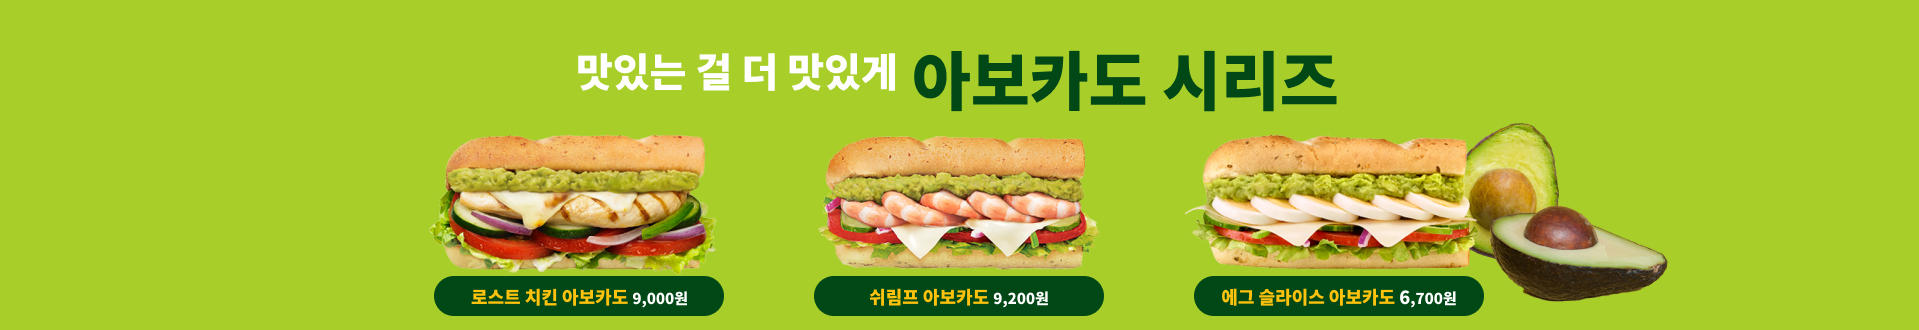 맛있는 걸 더 맛있게 아보카도 시리즈
로스트 치킨 아보카도 9,000원
쉬림프 아보카도 9,200원
에그 슬라이스 아보카도 6,700원